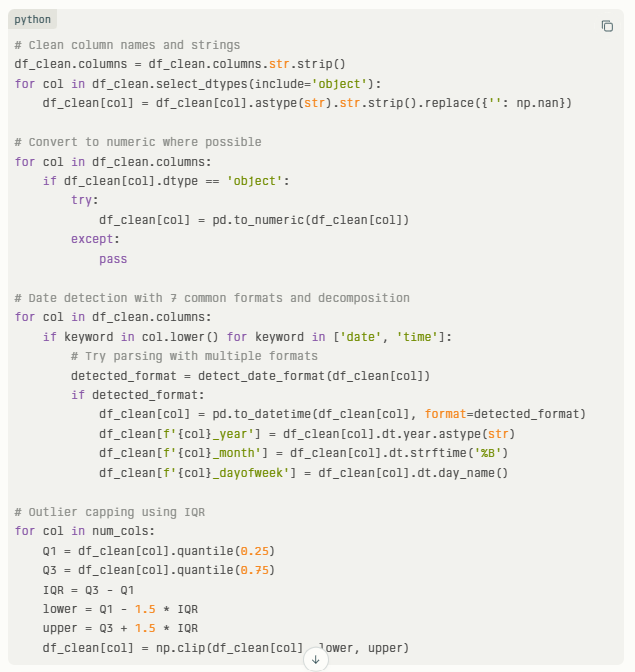 python
# Clean column names and strings
df_clean.columns = df_clean.columns.str.strip()
for col in df_clean.select_dtypes(include='object'):
    df_clean[col] = df_clean[col].astype(str).str.strip().replace({'': np.nan})

# Convert to numeric where possible
for col in df_clean.columns:
    if df_clean[col].dtype == 'object':
        try:
            df_clean[col] = pd.to_numeric(df_clean[col])
        except:
            pass

# Date detection with 7 common formats and decomposition
for col in df_clean.columns:
    if keyword in col.lower() for keyword in ['date', 'time']:
        # Try parsing with multiple formats
        detected_format = detect_date_format(df_clean[col])
        if detected_format:
            df_clean[col] = pd.to_datetime(df_clean[col], format=detected_format)
            df_clean[f'{col}_year'] = df_clean[col].dt.year.astype(str)
            df_clean[f'{col}_month'] = df_clean[col].dt.strftime('%B')
            df_clean[f'{col}_dayofweek'] = df_clean[col].dt.day_name()

# Outlier capping using IQR
for col in num_cols:
    Q1 = df_clean[col].quantile(0.25)
    Q3 = df_clean[col].quantile(0.75)
    IQR = Q3 - Q1
    lower = Q1 - 1.5 * IQR
    upper = Q3 + 1.5 * IQR
    df_clean[col] = np.clip(df_clean[col], lower, upper)